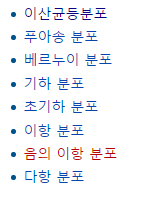 이산균등분포
푸아송 분포
베르누이 분포
기하 분포
초기하 분포
이항 분포
음의 이항 분포
다항 분포